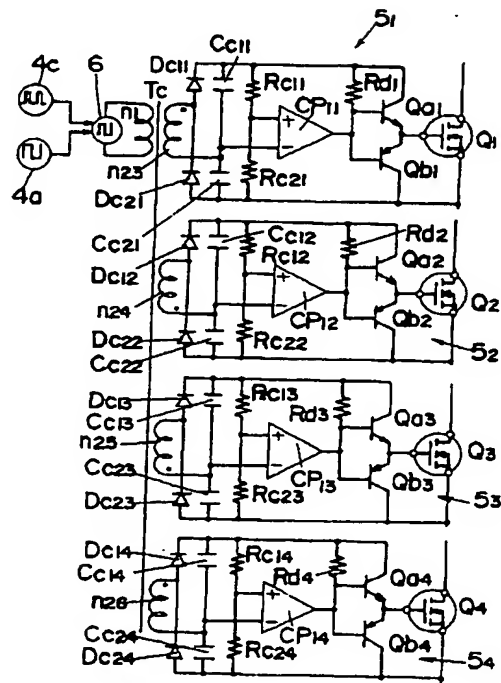 5₁
Cc11
4c
6
Dc11
Tc
n1
Rc11
Rd1
CP11
Qa1
+
−
Q1
n23
4a
Dc21
Rc21
Qb1
Cc21
Cc12
Rd2
Dc12
Rc12
Qa2
+
−
Q2
n24
CP12
Qb2
Dc22
Rc22
5₂
Cc22
Dc13
Rc13
Cc13
Rd3
Qa3
n25
+
−
Q3
CP13
Qb3
Cc23
Rc23
5₃
Dc23
Dc14
Rc14
Cc14
Rd4
Qa4
Q4
n26
+
−
Cc24
CP14
Qb4
Rc24
5₄
Dc24